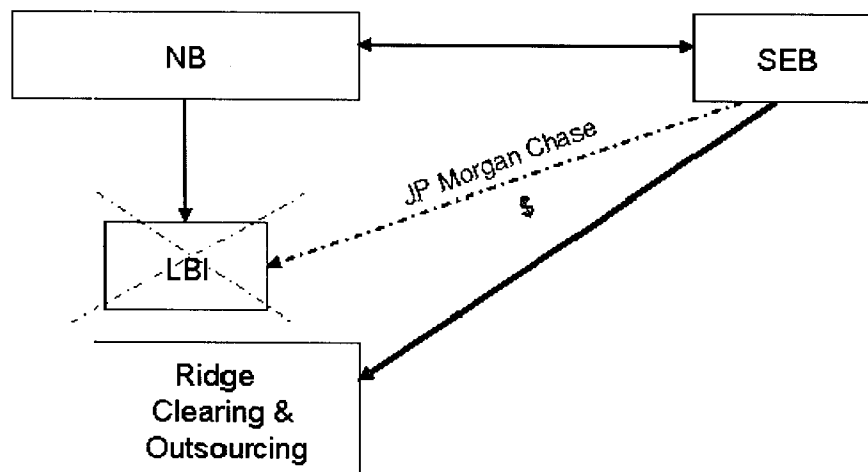 NB
SEB
JP Morgan Chase
$
LBI
Ridge
Clearing &
Outsourcing